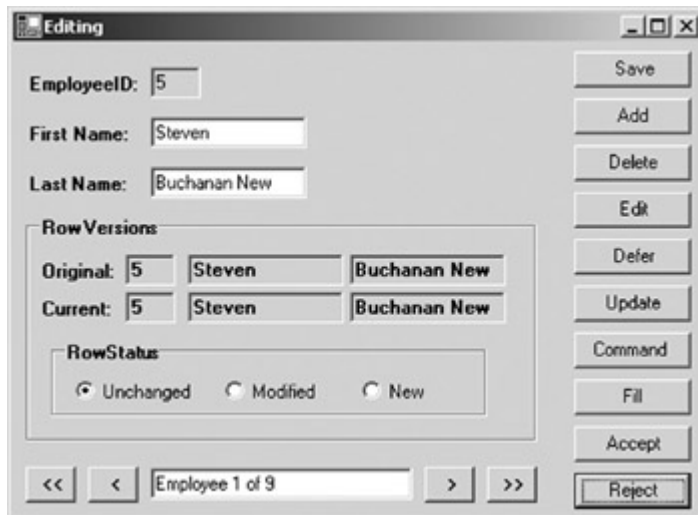 Editing
EmployeeID: 5
First Name: Steven
Last Name: Buchanan New
RowVersions
Original: 5 Steven Buchanan New
Current: 5 Steven Buchanan New
RowStatus
Unchanged Modified New
<< < Employee 1 of 9 > >>
Save
Add
Delete
Edit
Defer
Update
Command
Fill
Accept
Reject